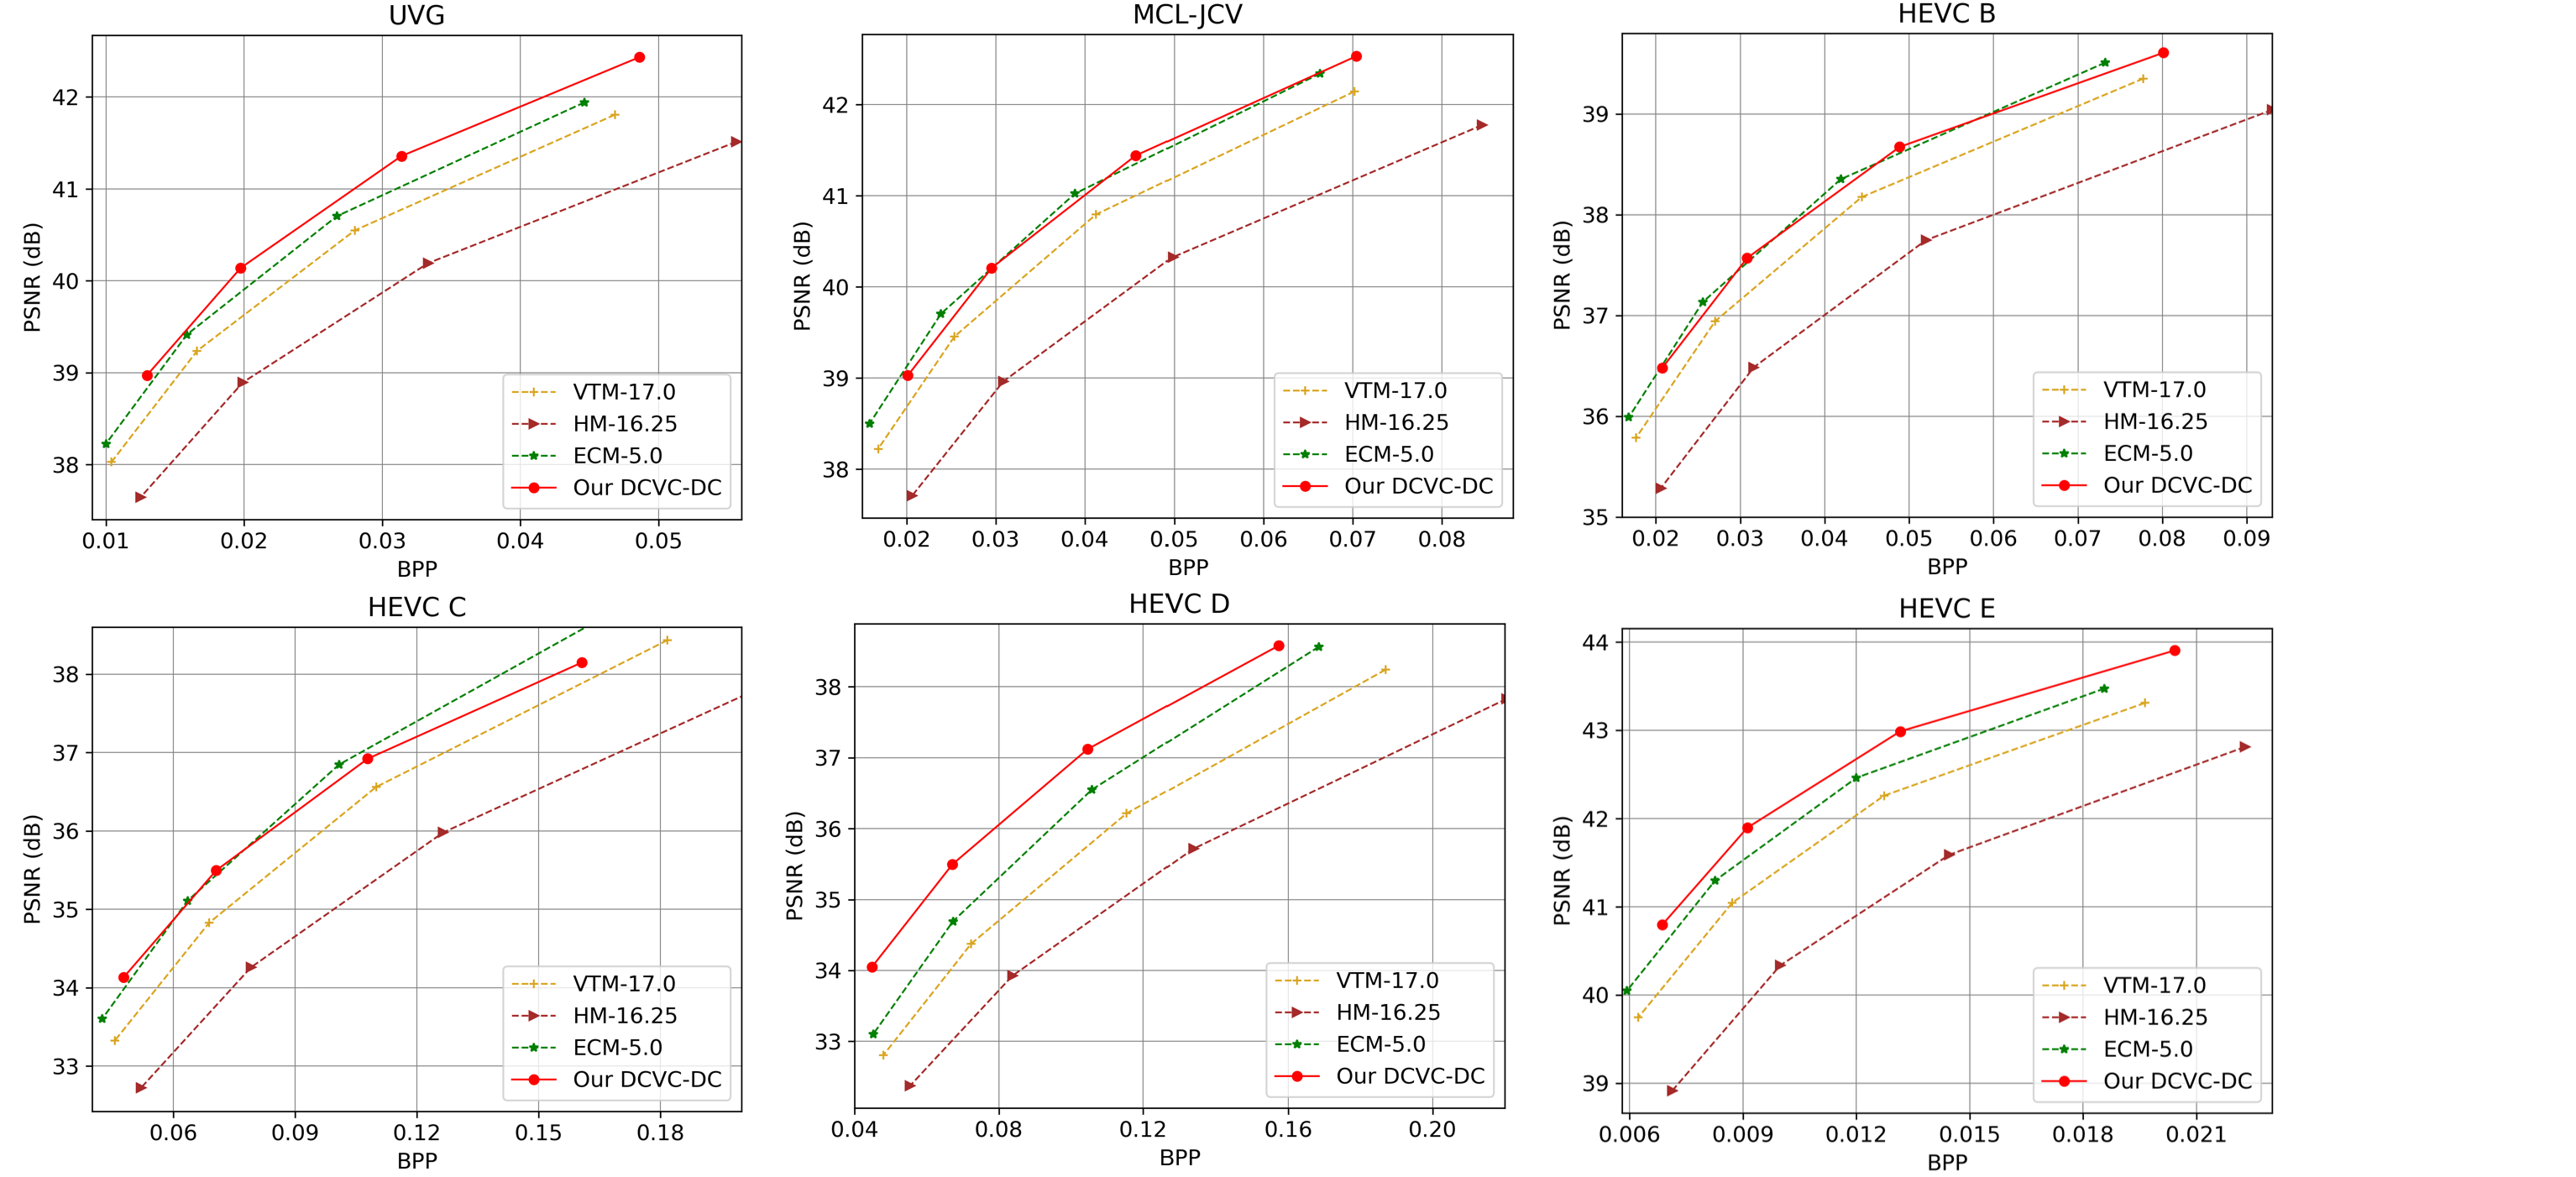 UVG
42
41
40
39
38
PSNR (dB)
0.01 0.02 0.03 0.04 0.05
BPP
VTM-17.0
HM-16.25
ECM-5.0
Our DCVC-DC
MCL-JCV
42
41
40
39
38
PSNR (dB)
0.02 0.03 0.04 0.05 0.06 0.07 0.08
BPP
VTM-17.0
HM-16.25
ECM-5.0
Our DCVC-DC
HEVC B
39
38
37
36
35
PSNR (dB)
0.02 0.03 0.04 0.05 0.06 0.07 0.08 0.09
BPP
VTM-17.0
HM-16.25
ECM-5.0
Our DCVC-DC
HEVC C
38
37
36
35
34
33
PSNR (dB)
0.06 0.09 0.12 0.15 0.18
BPP
VTM-17.0
HM-16.25
ECM-5.0
Our DCVC-DC
HEVC D
38
37
36
35
34
33
PSNR (dB)
0.04 0.08 0.12 0.16 0.20
BPP
VTM-17.0
HM-16.25
ECM-5.0
Our DCVC-DC
HEVC E
44
43
42
41
40
39
PSNR (dB)
0.006 0.009 0.012 0.015 0.018 0.021
BPP
VTM-17.0
HM-16.25
ECM-5.0
Our DCVC-DC